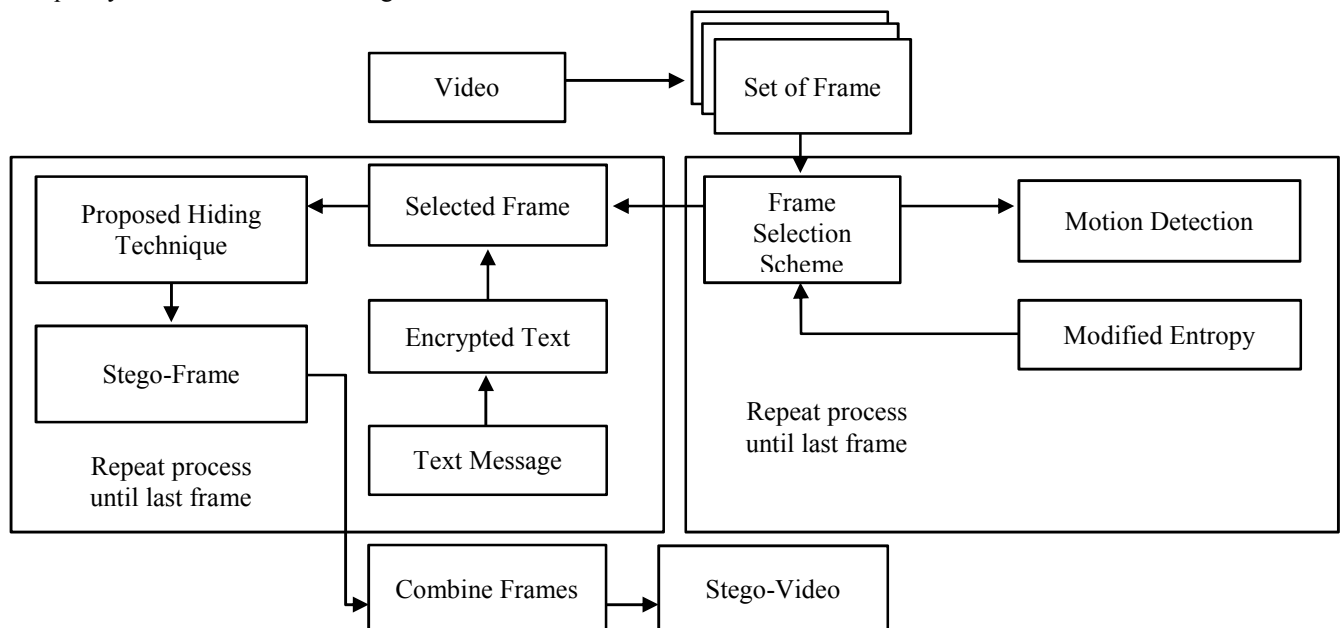 Video
Set of Frame
Proposed Hiding
Technique
Selected Frame
Frame
Selection
Scheme
Motion Detection
Encrypted Text
Modified Entropy
Stego-Frame
Repeat process
until last frame
Text Message
Repeat process
until last frame
Combine Frames
Stego-Video